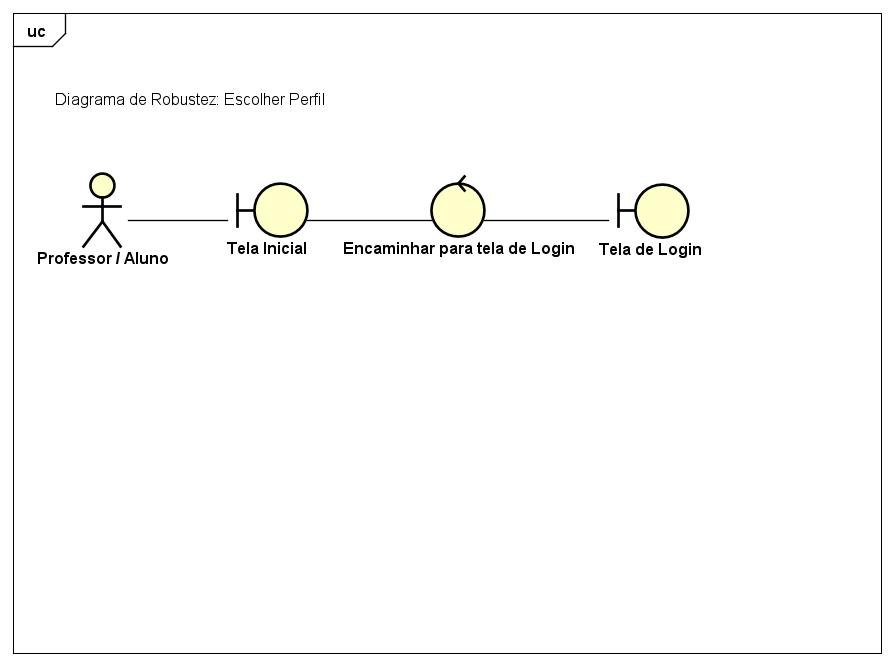 uc
Diagrama de Robustez: Escolher Perfil
Professor / Aluno
Tela Inicial
Encaminhar para tela de Login
Tela de Login